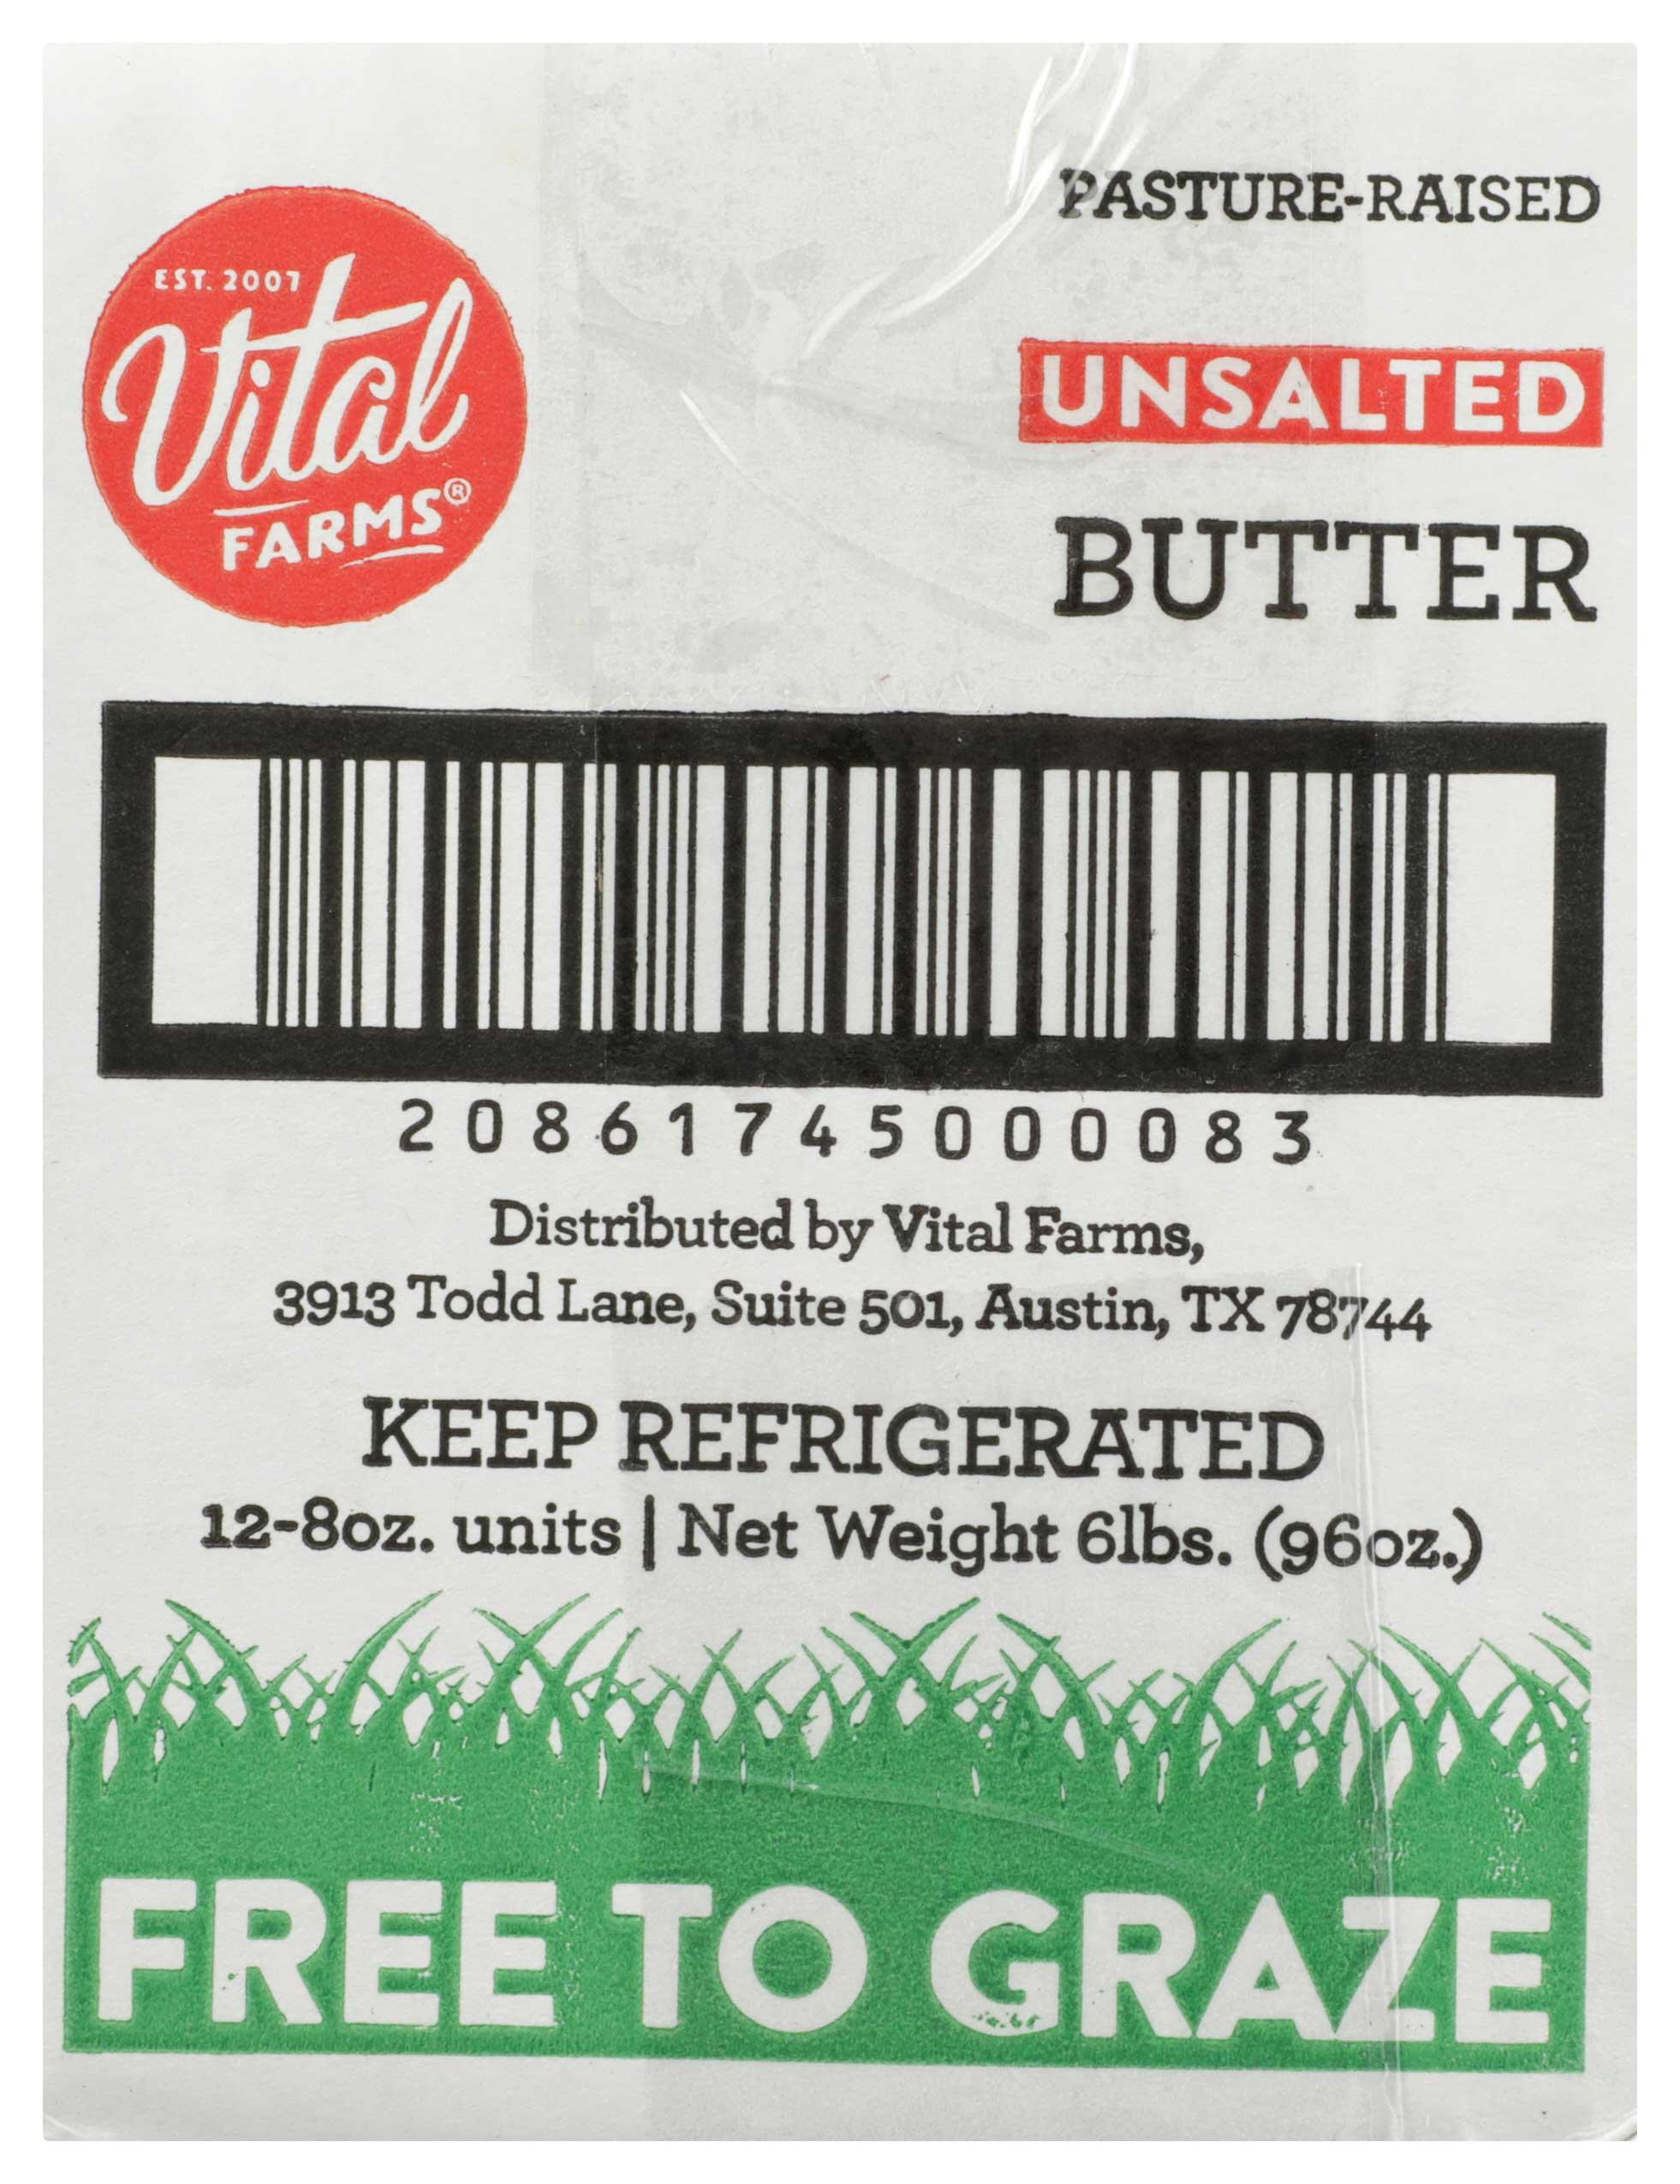 EST. 2007
Vital
FARMS®
PASTURE-RAISED
UNSALTED
BUTTER
20861745000083
Distributed by Vital Farms,
3913 Todd Lane, Suite 501, Austin, TX 78744
KEEP REFRIGERATED
12-8oz. units | Net Weight 6lbs. (96oz.)
FREE TO GRAZE